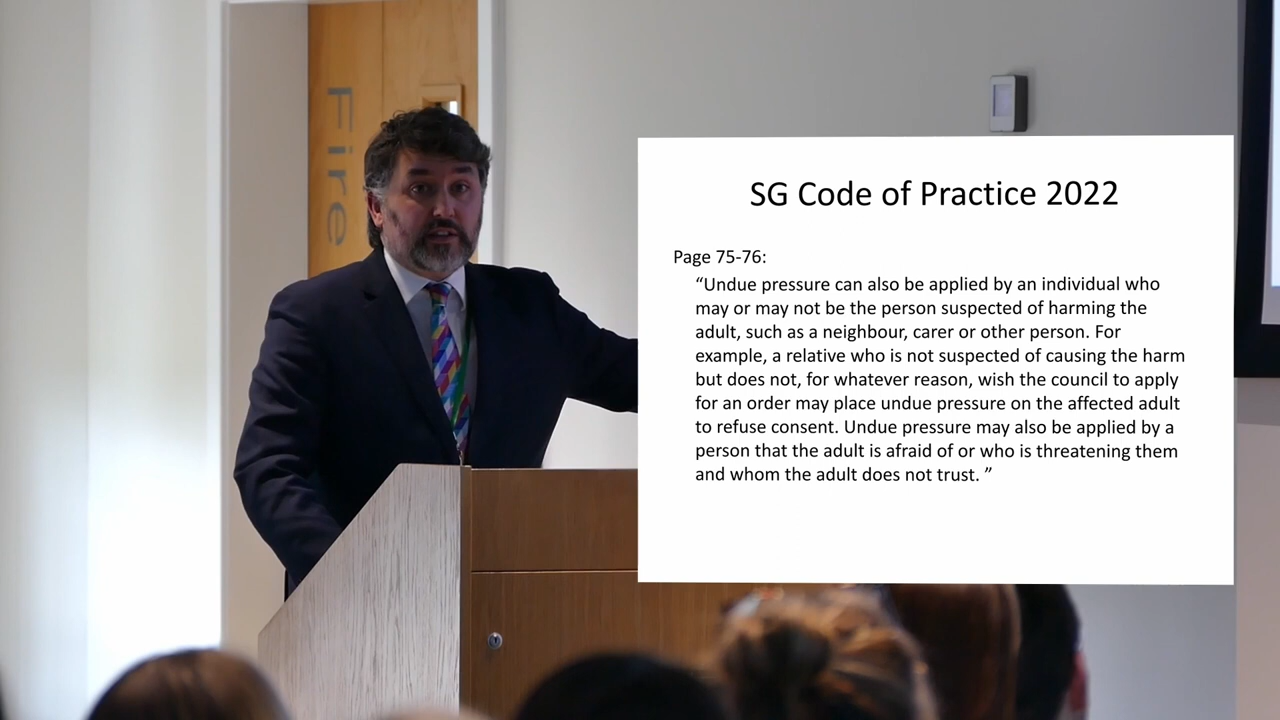 Fire
SG Code of Practice 2022
Page 75-76:
“Undue pressure can also be applied by an individual who
may or may not be the person suspected of harming the
adult, such as a neighbour, carer or other person. For
example, a relative who is not suspected of causing the harm
but does not, for whatever reason, wish the council to apply
for an order may place undue pressure on the affected adult
to refuse consent. Undue pressure may also be applied by a
person that the adult is afraid of or who is threatening them
and whom the adult does not trust. ”